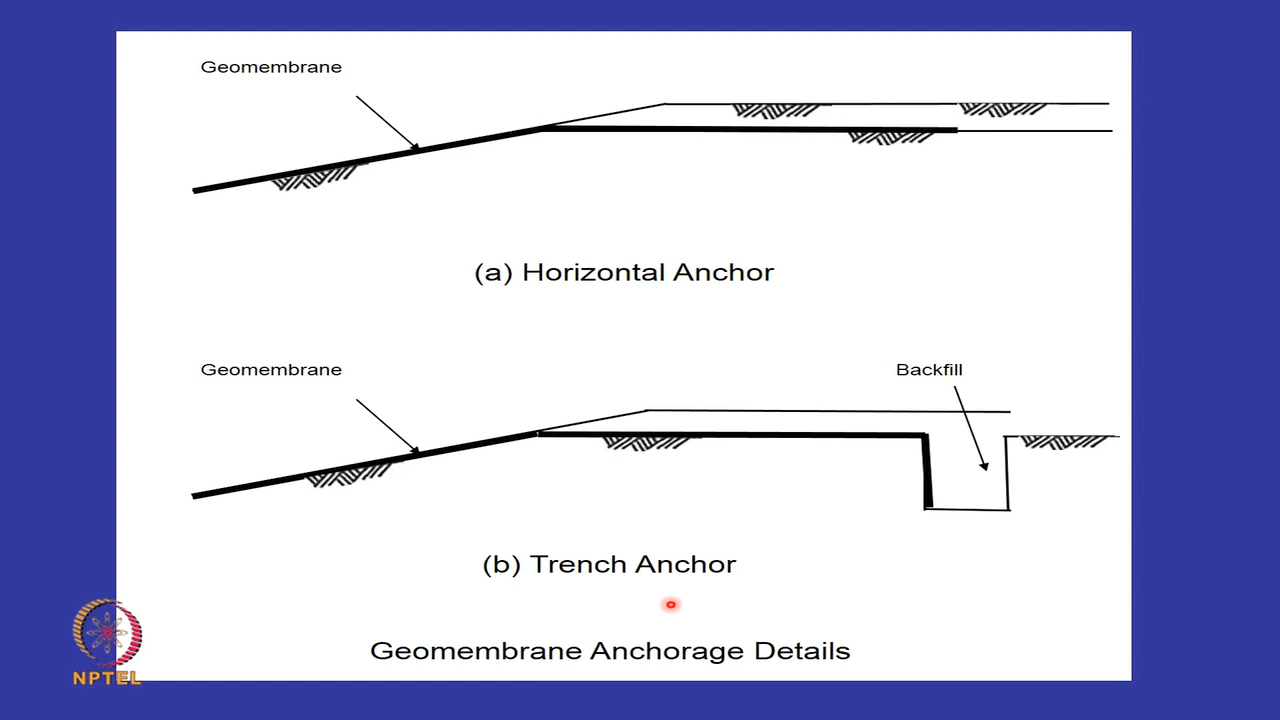 Geomembrane
(a) Horizontal Anchor
Geomembrane
Backfill
(b) Trench Anchor
Geomembrane Anchorage Details
NPTEL